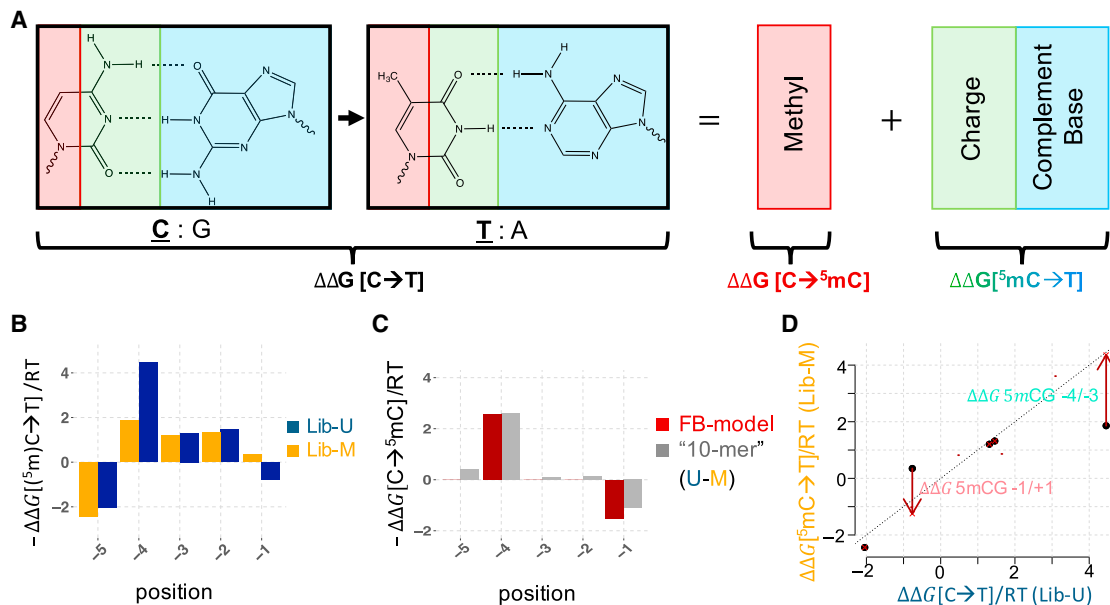 A
H
N
H
O
N
N
N
O
H
N
N
N
N
H
H
C : G
H₃C
O
N
H
O
N
H
N
H
N
N
N
N
T : A
=
Methyl
+
Charge
Complement
Base
ΔΔG [C➔T]
ΔΔG [C➔⁵mC]
ΔΔG[⁵mC➔T]
B
− ΔΔG[(⁵m)C➔T] /RT
4
2
0
−2
−5
−4
−3
−2
−1
position
Lib-U
Lib-M
C
− ΔΔG[C➔⁵mC]/RT
4
2
0
−2
−5
−4
−3
−2
−1
position
FB-model
“10-mer”
(U-M)
D
ΔΔG[⁵mC➔T]/RT (Lib-M)
4
2
0
−2
ΔΔG 5mCG -4/-3
ΔΔG 5mCG -1/+1
−2
0
2
4
ΔΔG[C➔T]/RT (Lib-U)